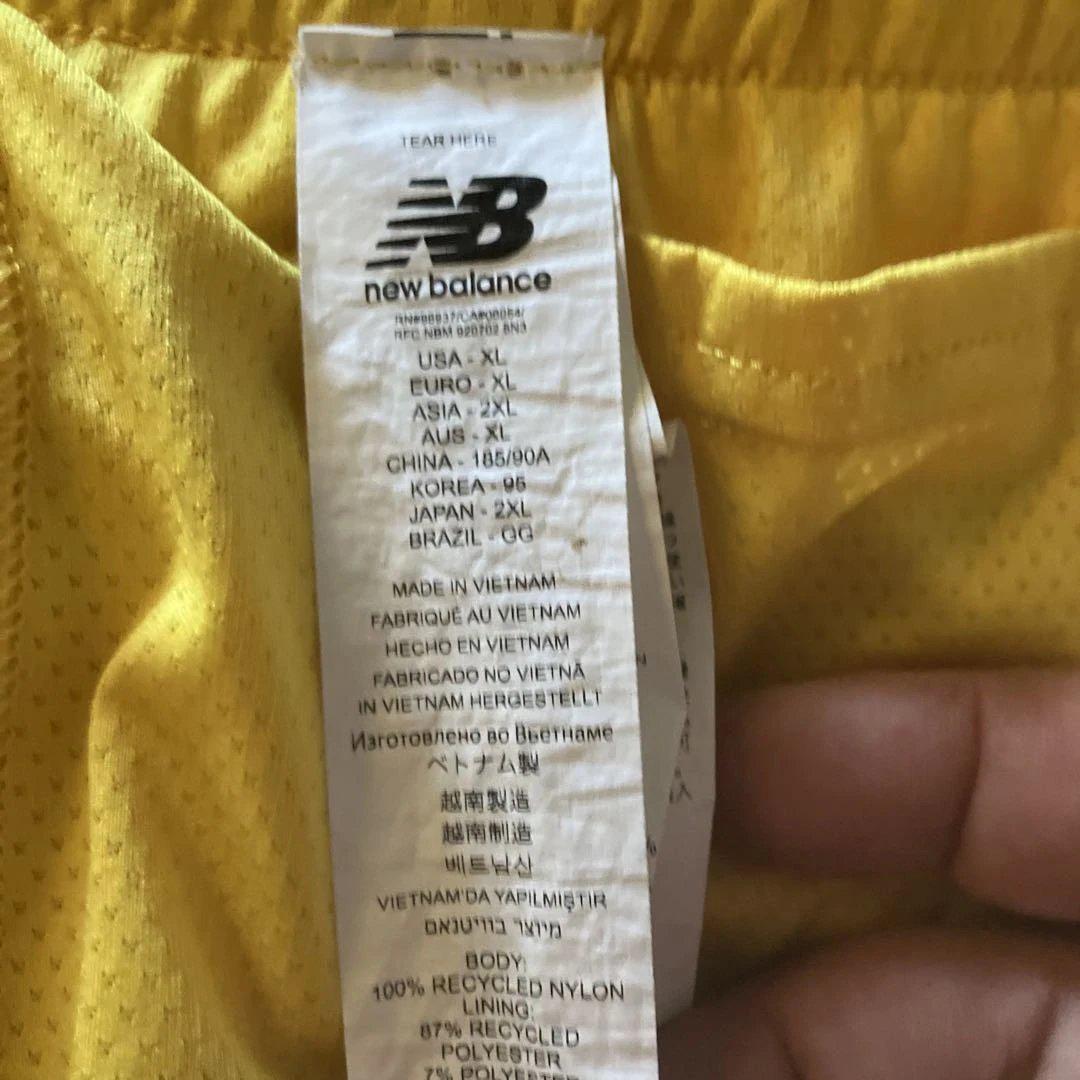 TEAR HERE
NB
new balance
USA - XL
EURO - XL
ASIA - 2XL
AUS - XL
CHINA - 185/90A
KOREA - 95
JAPAN - 2XL
BRAZIL - GG
MADE IN VIETNAM
FABRIQUÉ AU VIETNAM
HECHO EN VIETNAM
FABRICADO NO VIETNÃ
IN VIETNAM HERGESTELLT
Изготовлено во Вьетнаме
ベトナム製
越南製造
越南制造
베트남산
VIETNAM'DA YAPILMIŞTIR
מיוצר בווייטנאם
BODY:
100% RECYCLED NYLON
LINING:
87% RECYCLED
POLYESTER
7% POLYESTER